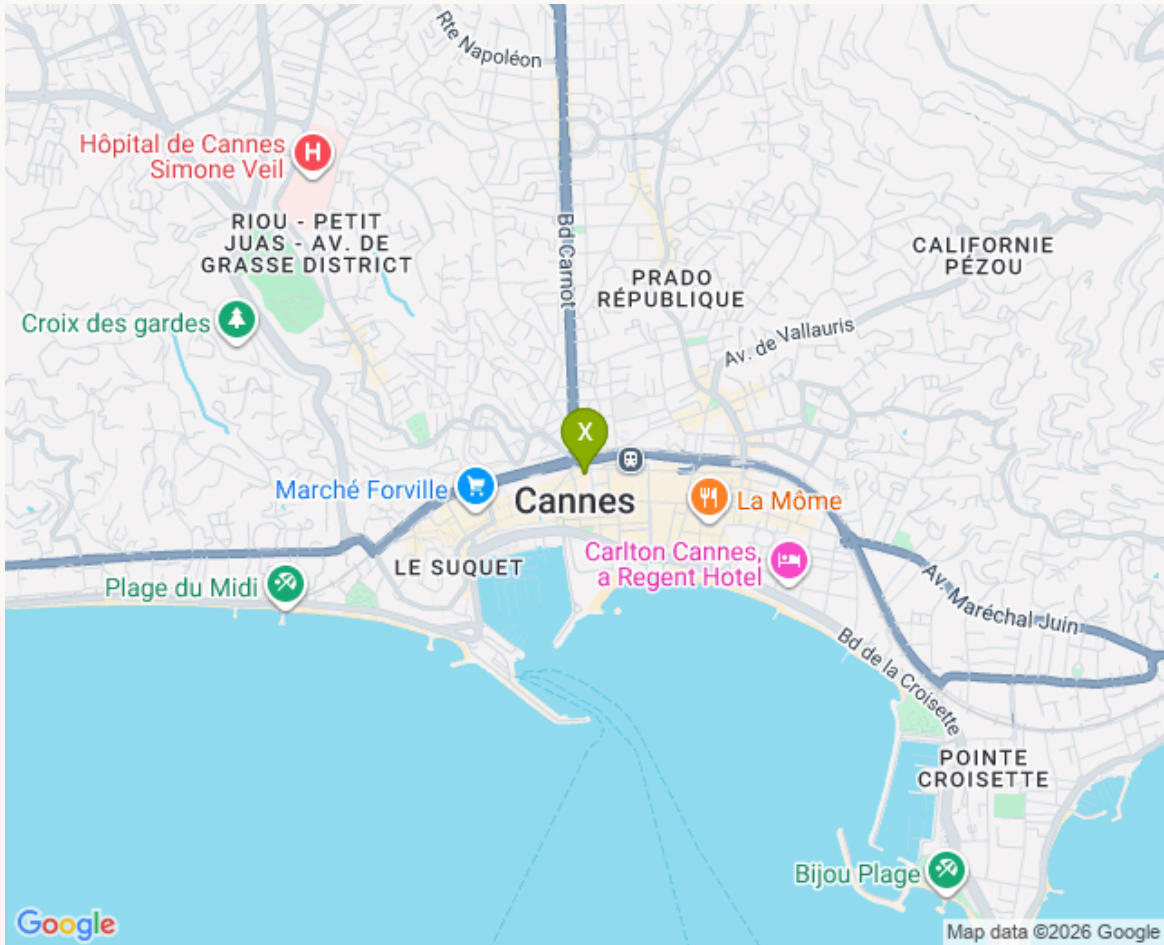 Rte Napoléon
Hôpital de Cannes
Simone Veil
H
RIOU - PETIT
JUAS - AV. DE
GRASSE DISTRICT
Bd Carnot
CALIFORNIE
PÉZOU
PRADO
RÉPUBLIQUE
Croix des gardes
Av. de Vallauris
X
Marché Forville
Cannes
La Môme
LE SUQUET
Carlton Cannes,
a Regent Hotel
Plage du Midi
Av. Maréchal Juin
Bd de la Croisette
POINTE
CROISETTE
Bijou Plage
Google
Map data ©2026 Google